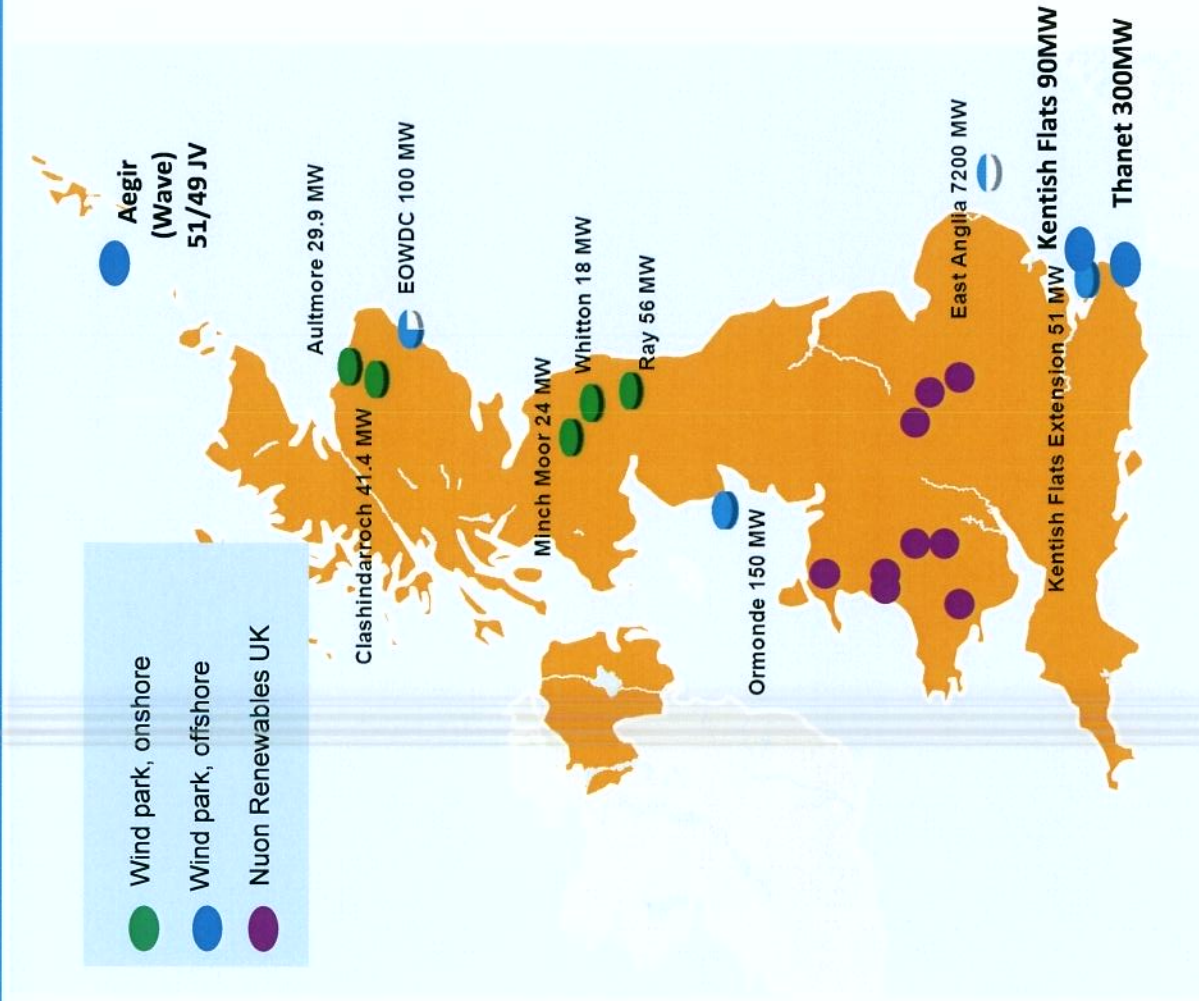 Aegir
(Wave)
51/49 JV
Aultmore 29.9 MW
EOWDC 100 MW
Clashindarroch 41.4 MW
Minch Moor 24 MW
Whitton 18 MW
Ray 56 MW
Ormonde 150 MW
East Anglia 7200 MW
Kentish Flats 90MW
Kentish Flats Extension 51 MW
Thanet 300MW
Wind park, onshore
Wind park, offshore
Nuon Renewables UK